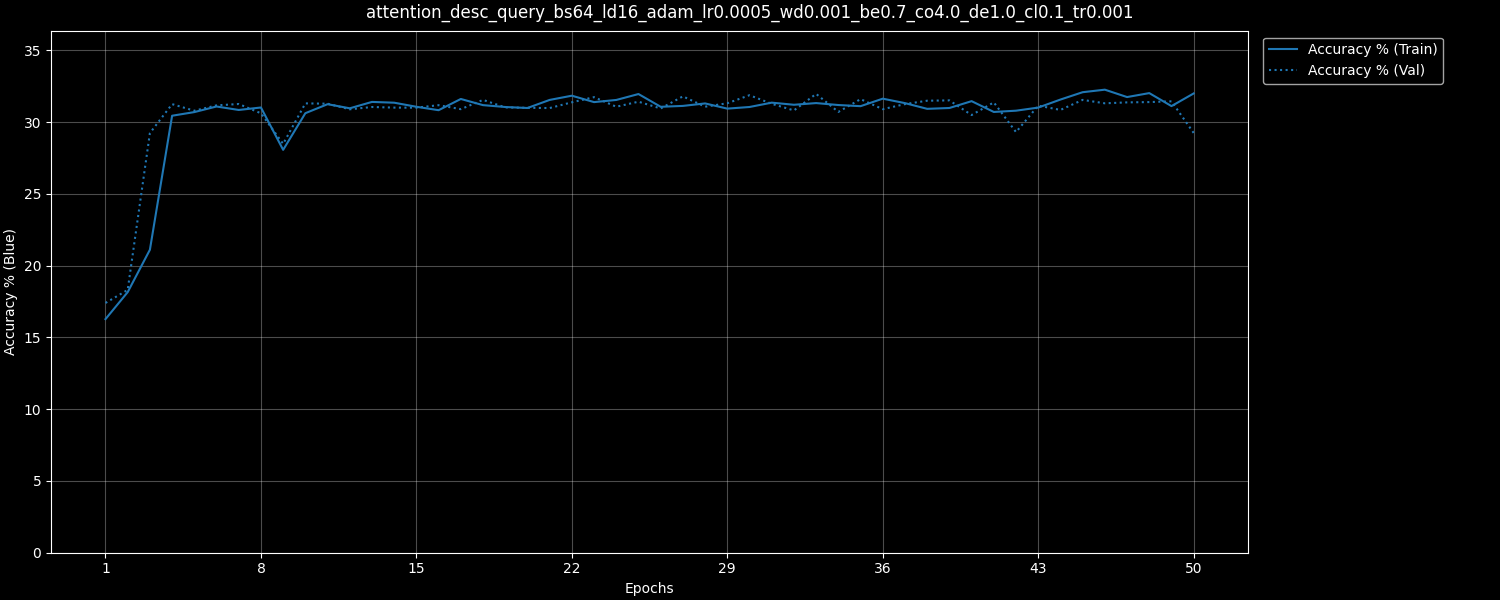 attention_desc_query_bs64_ld16_adam_lr0.0005_wd0.001_be0.7_co4.0_de1.0_cl0.1_tr0.001
Accuracy % (Train)
Accuracy % (Val)
Accuracy % (Blue)
35
30
25
20
15
10
5
0
1 8 15 22 29 36 43 50
Epochs